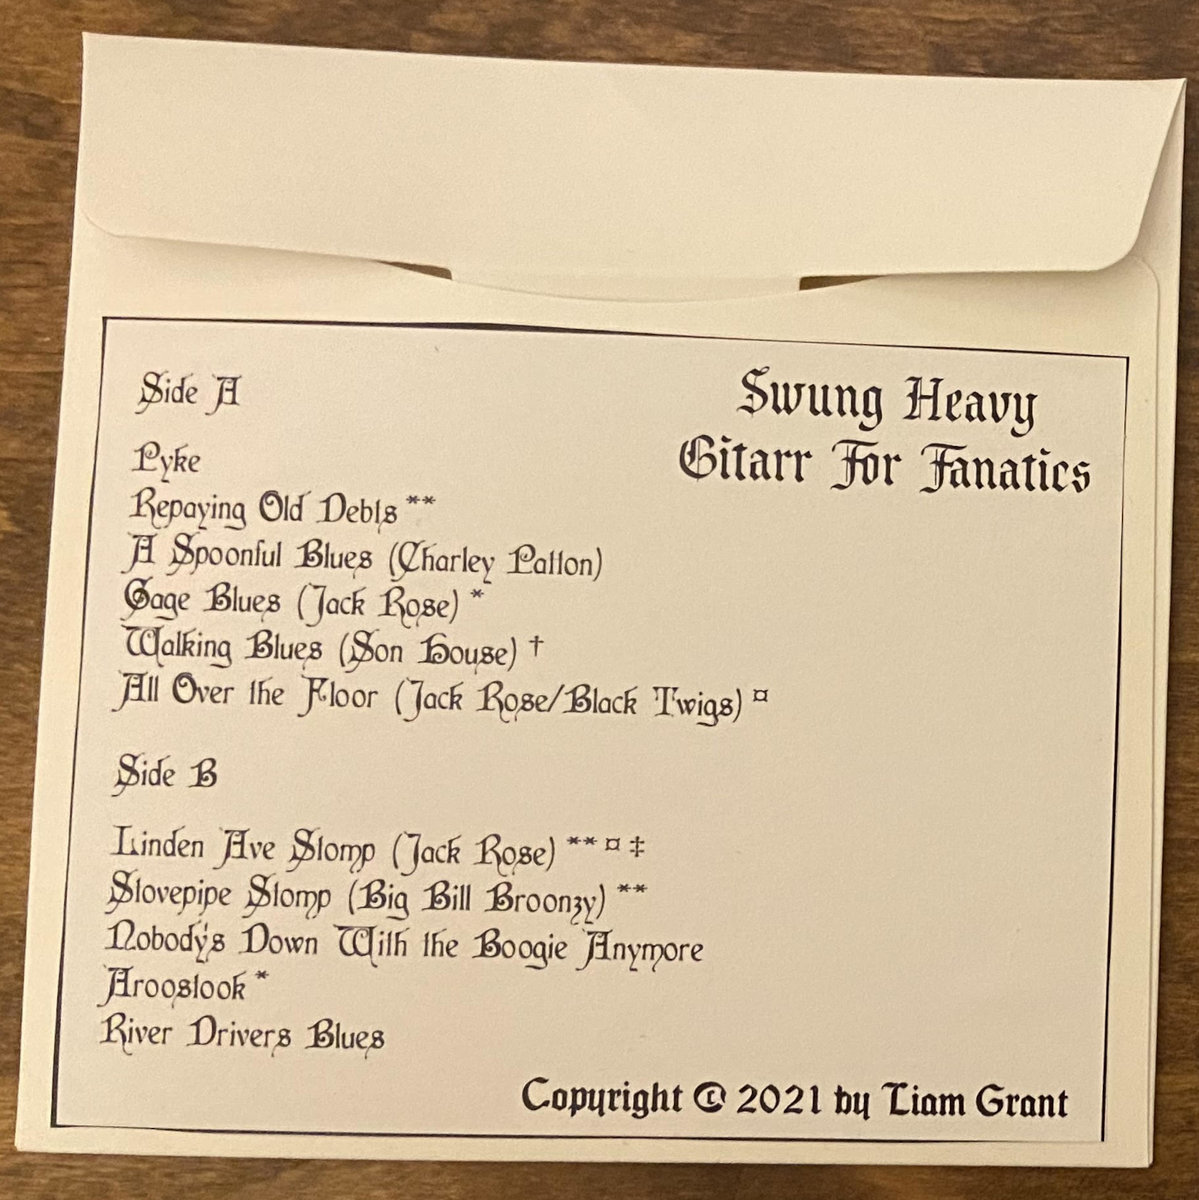 Swung Heavy
Gitarr For Fanatics
Side A
Pyke
Repaying Old Debts **
A Spoonful Blues (Charley Patton)
Gage Blues (Jack Rose) *
Walking Blues (Son House) †
All Over the Floor (Jack Rose/Black Twigs) ¤
Side B
Linden Ave Stomp (Jack Rose) ** ¤ ‡
Stovepipe Stomp (Big Bill Broonzy) **
Nobody's Down With the Boogie Anymore
Aroostook *
River Drivers Blues
Copyright © 2021 by Liam Grant